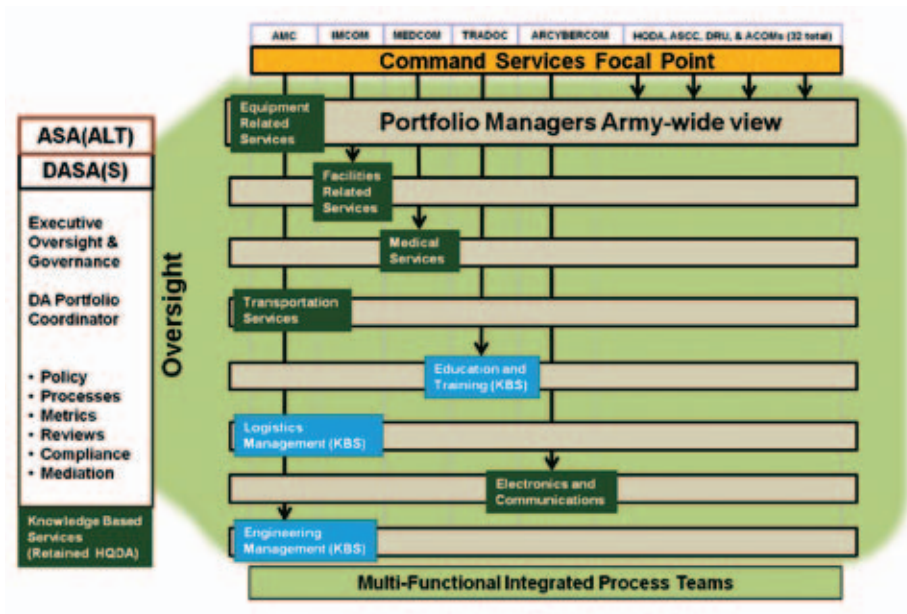 AMC IMCOM MEDCOM TRADOC ARCYBERCOM HQDA, ASCC, DRU, & ACOMs (32 total)
Command Services Focal Point
Equipment
Related
Services
Portfolio Managers Army-wide view
ASA(ALT)
DASA(S)
Executive
Oversight &
Governance
DA Portfolio
Coordinator
• Policy
• Processes
• Metrics
• Reviews
• Compliance
• Mediation
Knowledge Based
Services
(Retained HQDA)
Oversight
Facilities
Related
Services
Medical
Services
Transportation
Services
Education and
Training (KBS)
Logistics
Management (KBS)
Electronics and
Communications
Engineering
Management (KBS)
Multi-Functional Integrated Process Teams